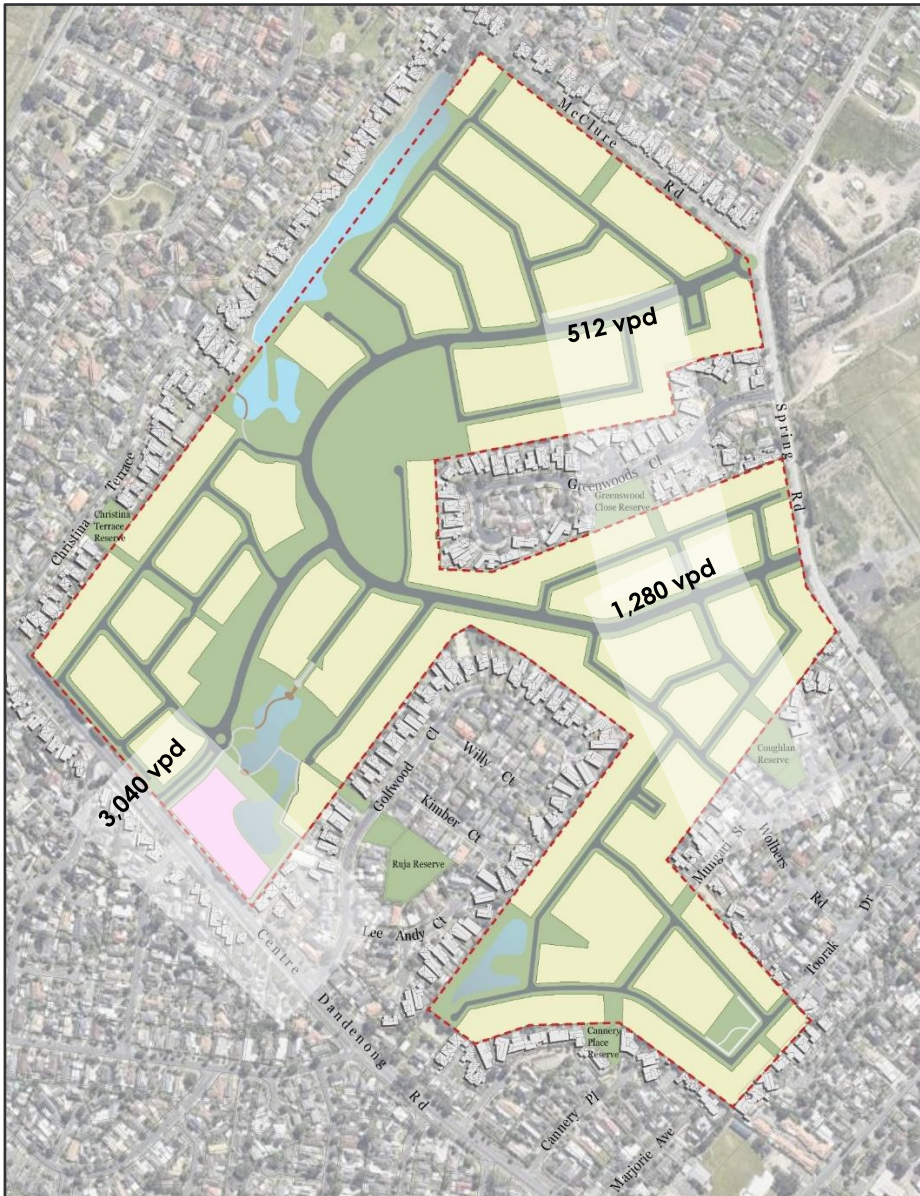 McClure
Rd
512 vpd
Spring
Rd
Greenwoods Cl
Greenswood
Close Reserve
Christina
Terrace
Christina
Terrace
Reserve
1,280 vpd
3,040 vpd
Coughlan
Reserve
Golfwood Cl
Willy Ct
Kimber Ct
Ruja Reserve
Lee Andy Ct
Mungari St
Wolbers
Rd
Toorak
Dr
Centre
Dandenong
Rd
Cannery
Place
Reserve
Cannery Pl
Marjorie Ave